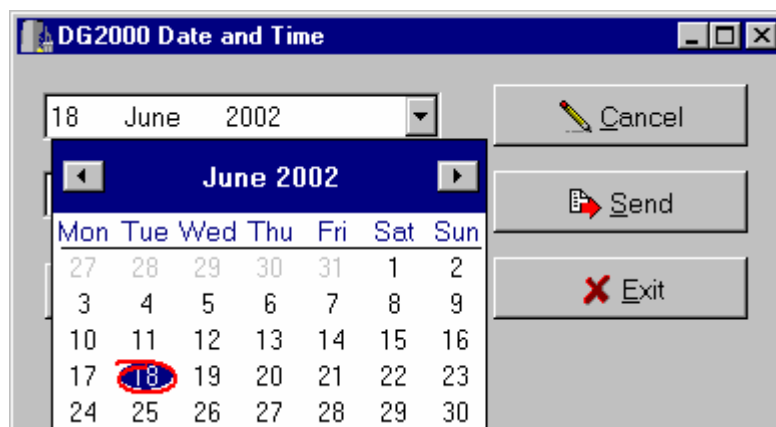 DG2000 Date and Time
18 June 2002
Cancel
June 2002
Send
Mon Tue Wed Thu Fri Sat Sun
27 28 29 30 31 1 2
3 4 5 6 7 8 9
Exit
10 11 12 13 14 15 16
17 18 19 20 21 22 23
24 25 26 27 28 29 30